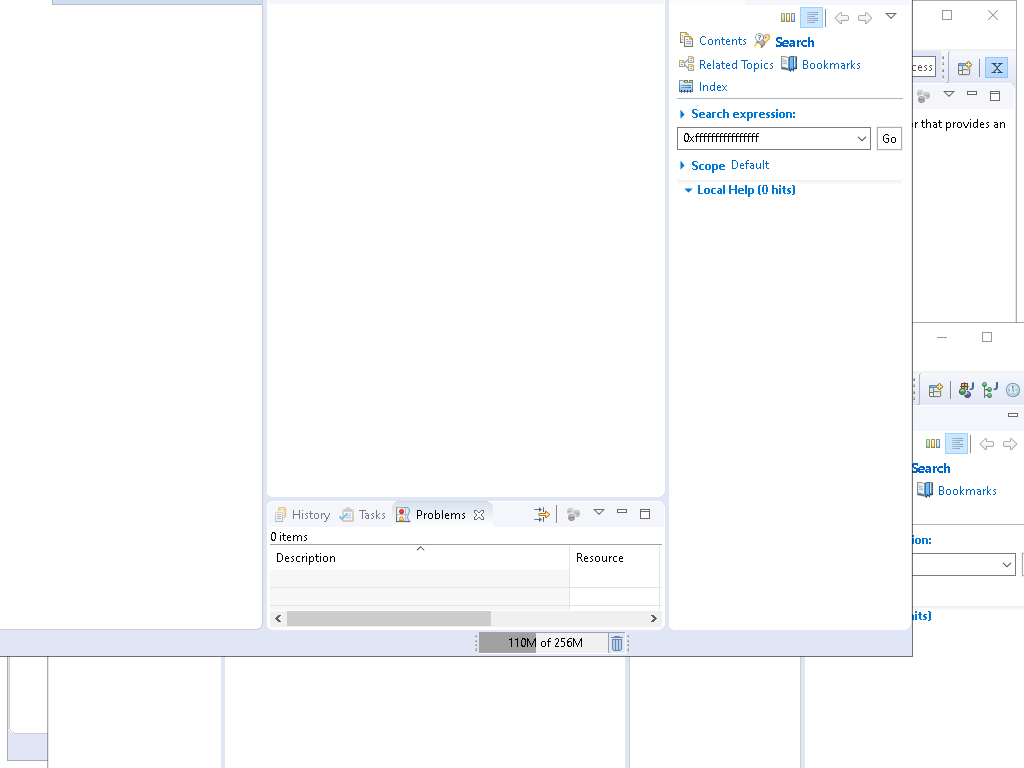 Contents Search
Related Topics Bookmarks
Index
Search expression:
0xffffffffffffffff Go
Scope Default
Local Help (0 hits)
cess
r that provides an
Search
Bookmarks
ion:
hits)
History Tasks Problems
0 items
Description Resource
110M of 256M